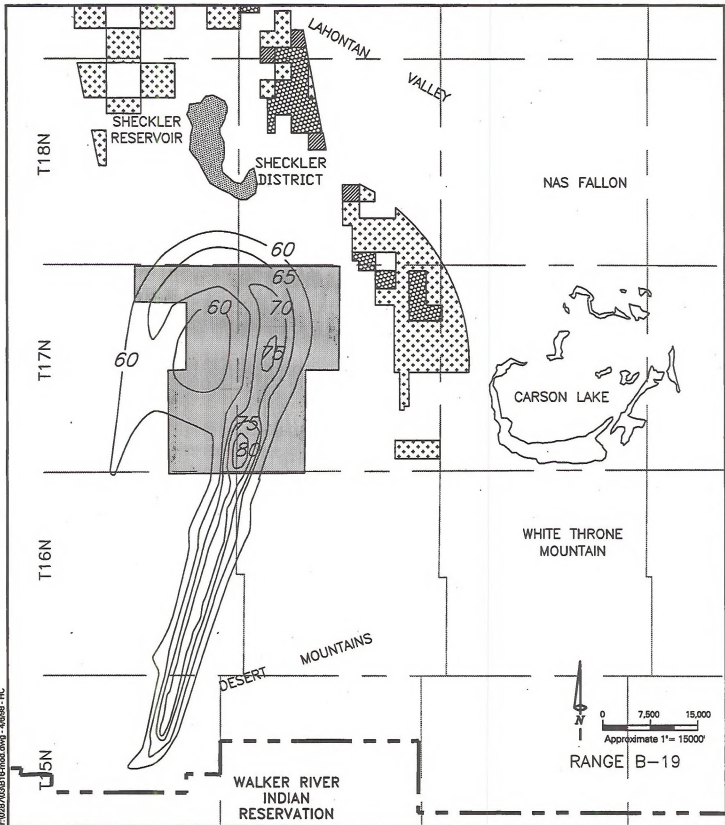 LAHONTAN
VALLEY
SHECKLER
RESERVOIR
SHECKLER
DISTRICT
T18N
NAS FALLON
60
65
60
70
60
75
T17N
CARSON LAKE
75
80
T16N
WHITE THRONE
MOUNTAIN
DESERT MOUNTAINS
N
0 7,500 15,000
Approximate 1"= 15000'
RANGE B-19
T15N
WALKER RIVER
INDIAN
RESERVATION